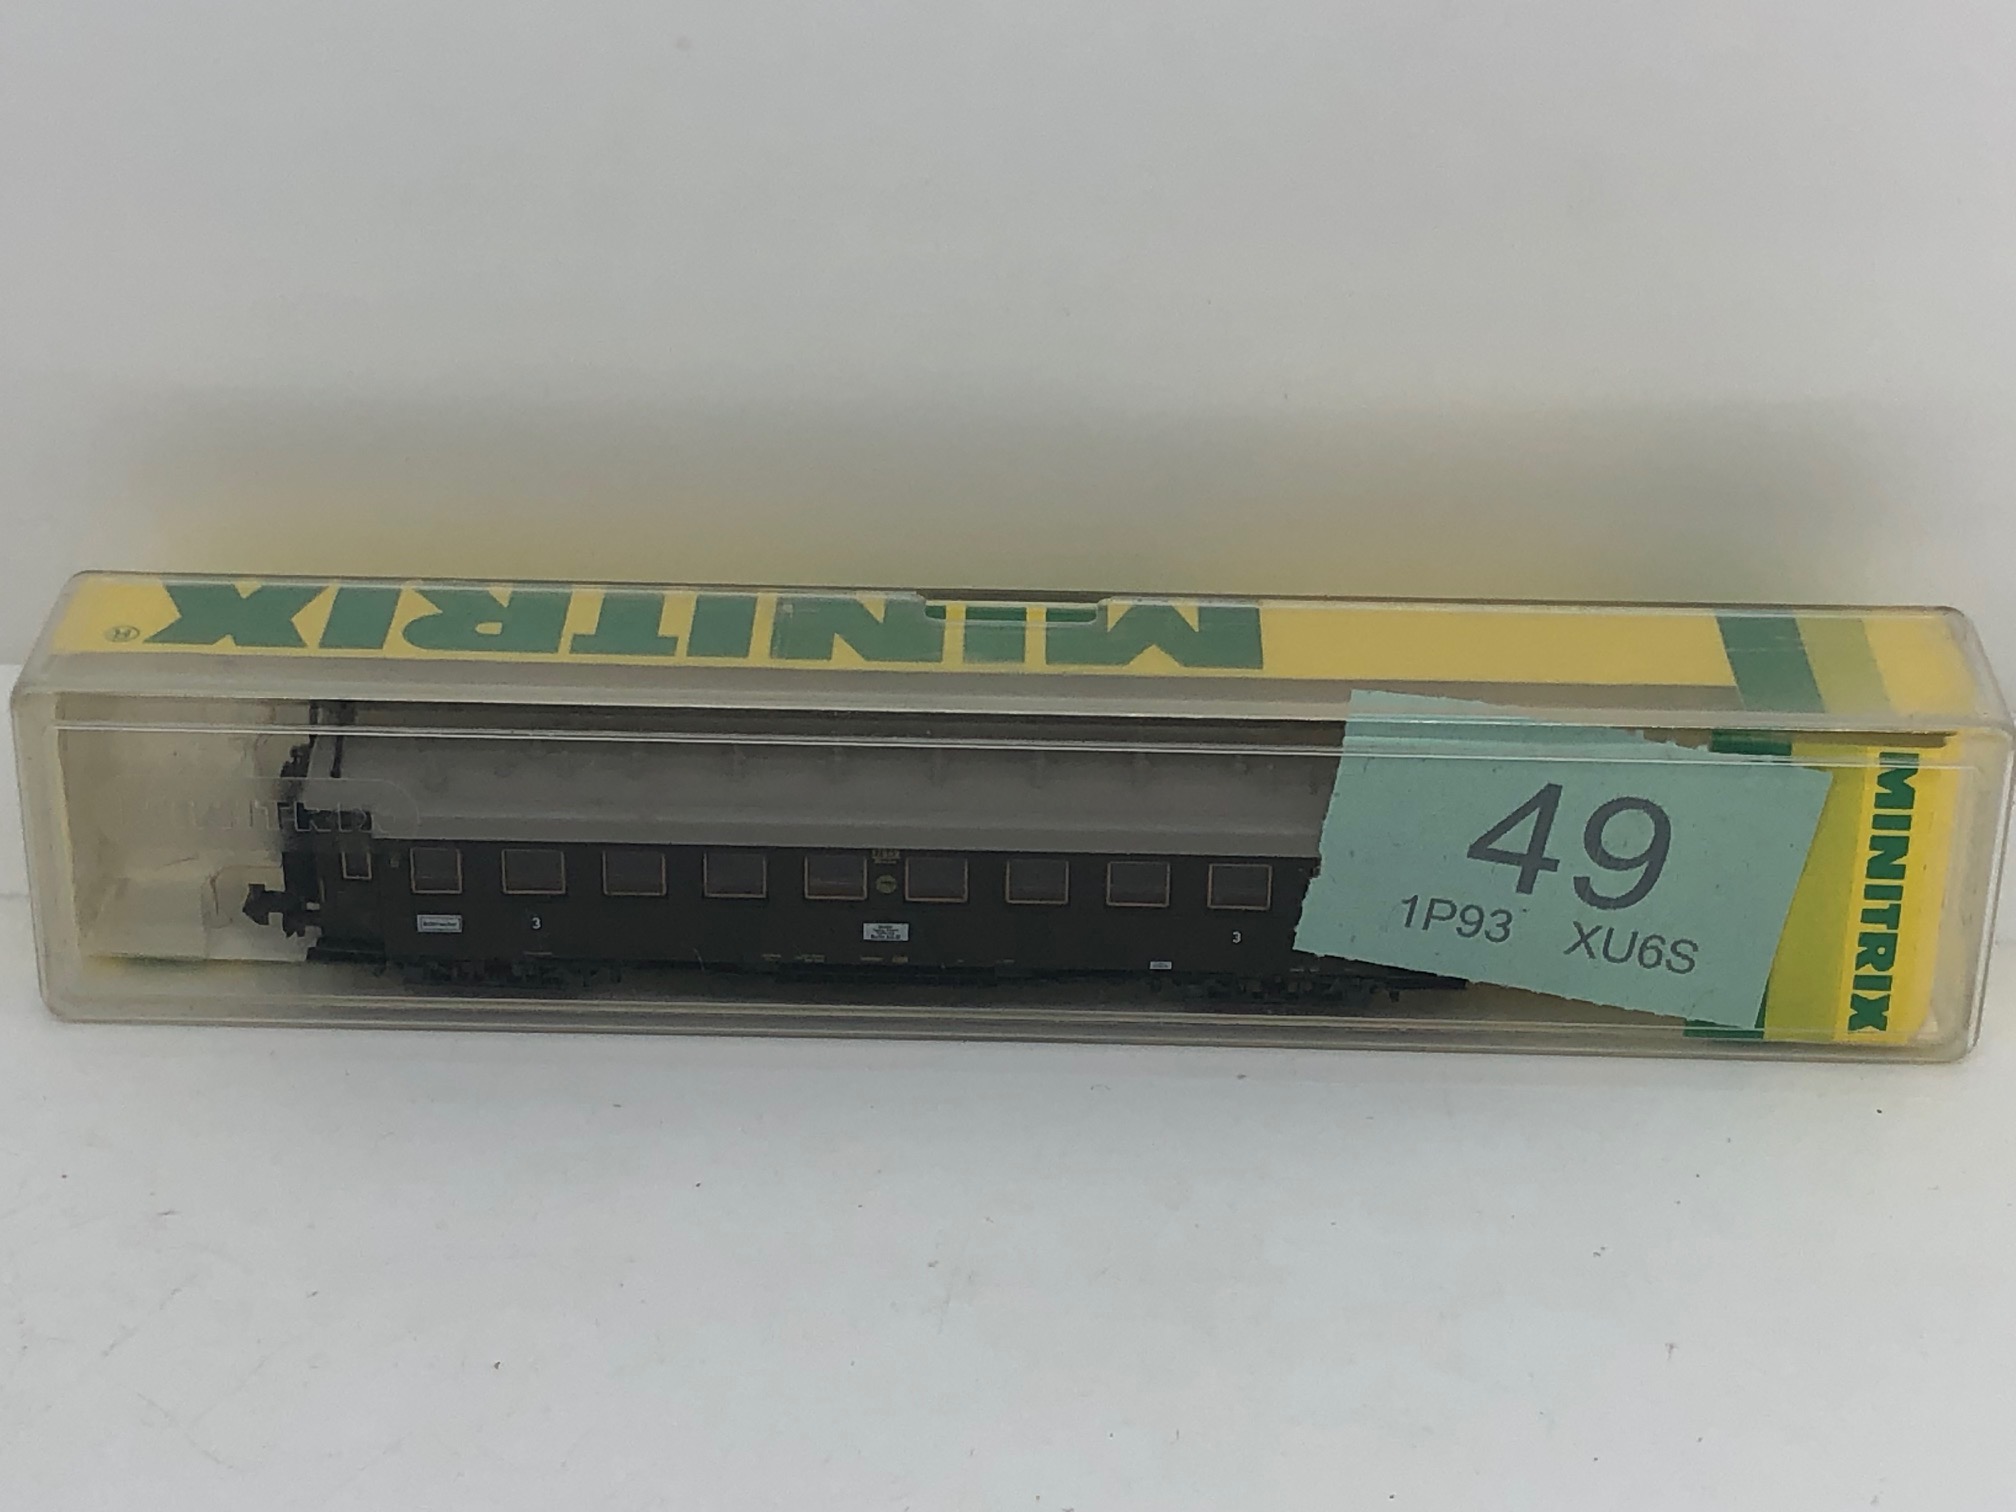 MINITRIX ®
49
1P93 XU6S
MINITRIX
3
3